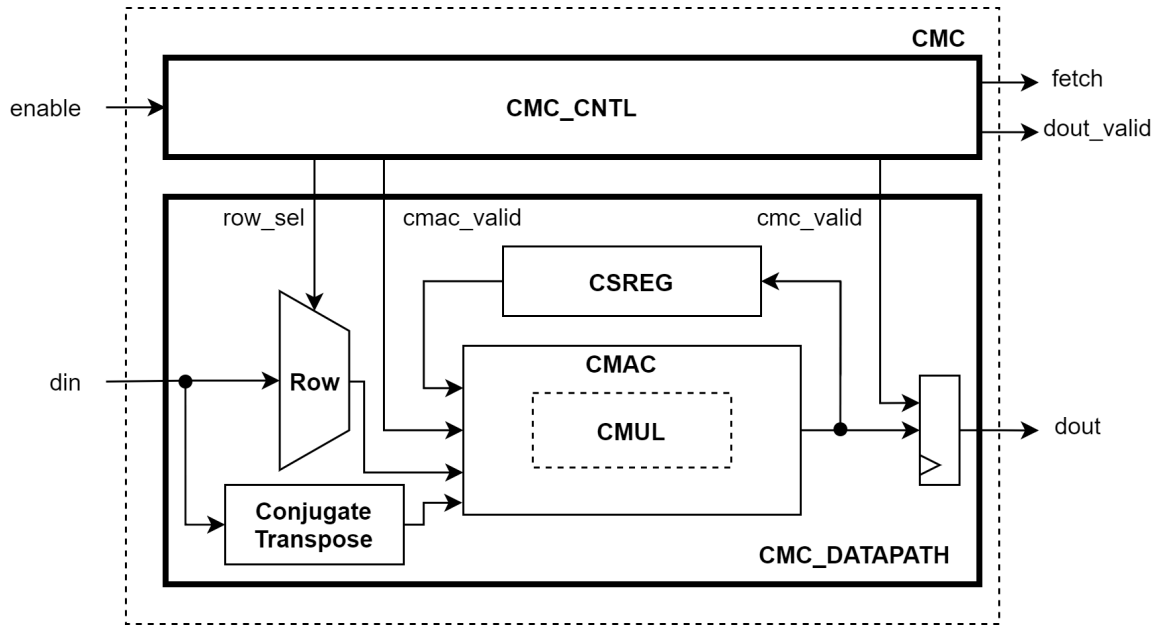 CMC
fetch
enable
CMC_CNTL
dout_valid
row_sel
cmac_valid
cmc_valid
CSREG
CMAC
din
Row
CMUL
dout
Conjugate
Transpose
CMC_DATAPATH